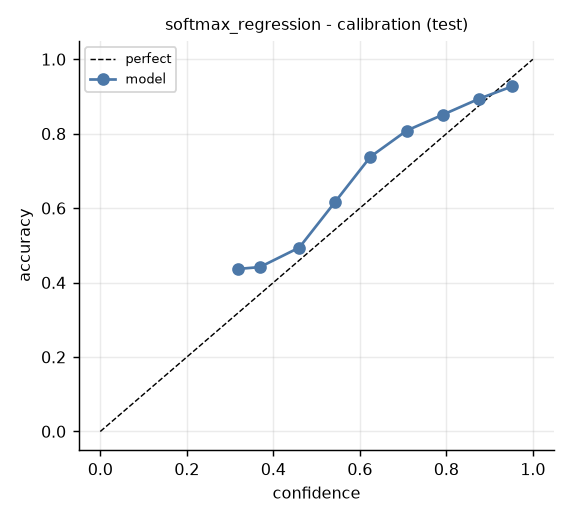 softmax_regression - calibration (test)
perfect
model
accuracy
1.0
0.8
0.6
0.4
0.2
0.0
0.0 0.2 0.4 0.6 0.8 1.0
confidence